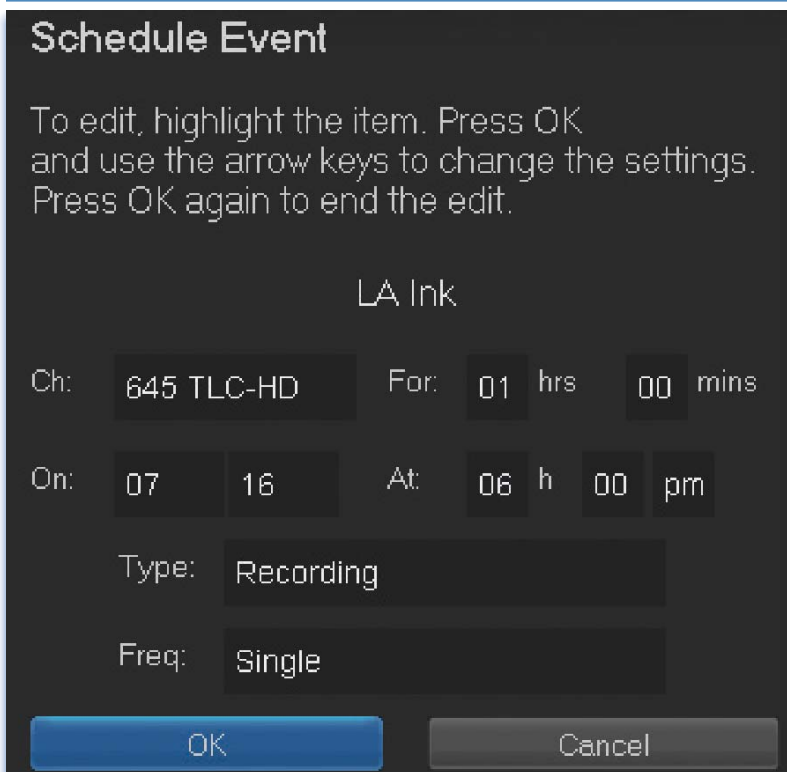 Schedule Event
To edit, highlight the item. Press OK
and use the arrow keys to change the settings.
Press OK again to end the edit.
LA Ink
Ch: 645 TLC-HD For: 01 hrs 00 mins
On: 07 16 At: 06 h 00 pm
Type: Recording
Freq: Single
OK Cancel